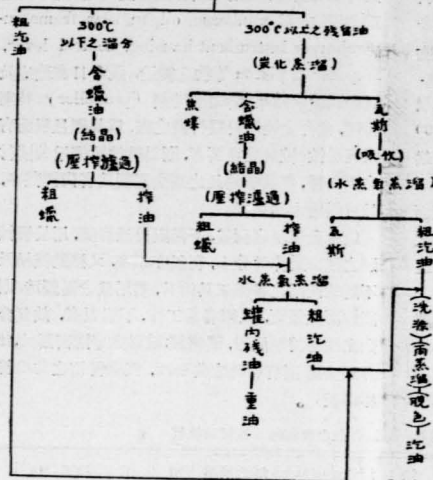 粗汽油
300℃
以下之溜分
300°C以上之殘留油
(炭化蒸溜)
含蠟油
(結晶)
(壓搾濾過)
粗蠟
搾油
焦煤
含蠟油
(結晶)
(壓搾濾過)
粗蠟
搾油
瓦斯
(吸收)
(水蒸氣蒸溜)
瓦斯
粗汽油
水蒸氣蒸溜
罐內殘油
重油
粗汽油
(洗滌)
(再蒸溜)
(脫色)
汽油